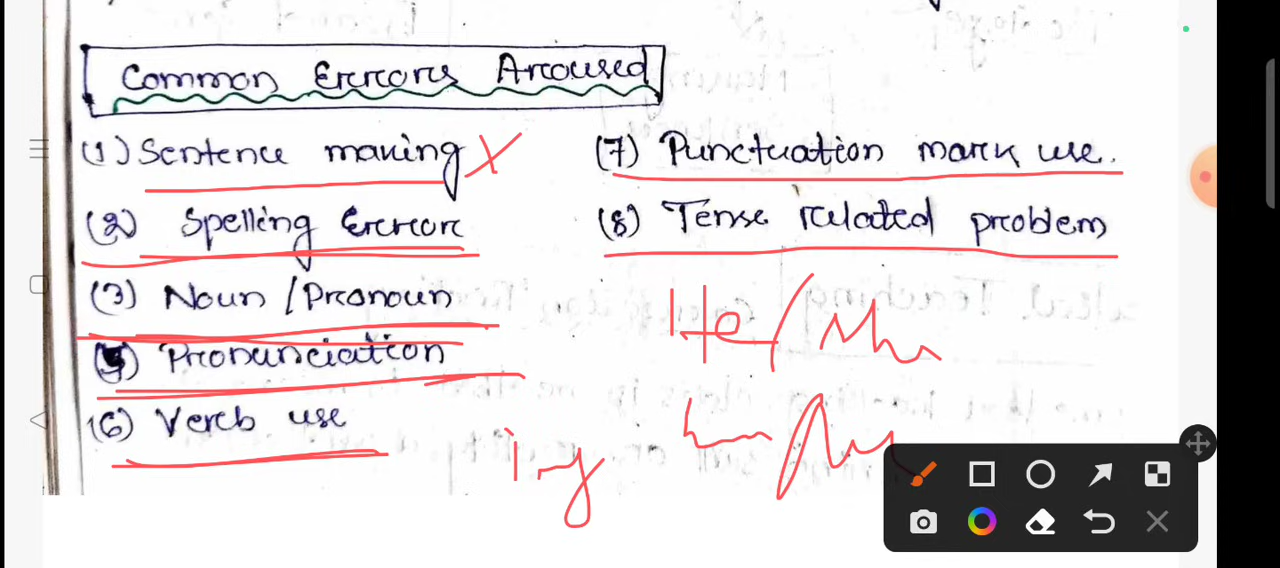 Common Errors Aroused
(1) Sentence making X
(2) Spelling Error
(3) Noun / Pronoun
(5) Pronunciation
(6) Verb use
(7) Punctuation mark use.
(8) Tense related problem
He/
ing